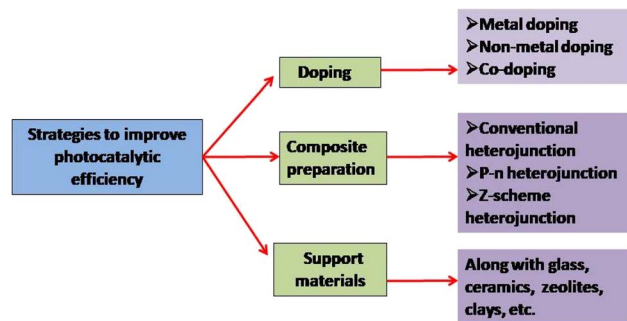 Strategies to improve
photocatalytic
efficiency
Doping
➢Metal doping
➢Non-metal doping
➢Co-doping
Composite
preparation
➢Conventional
heterojunction
➢P-n heterojunction
➢Z-scheme
heterojunction
Support
materials
Along with glass,
ceramics, zeolites,
clays, etc.